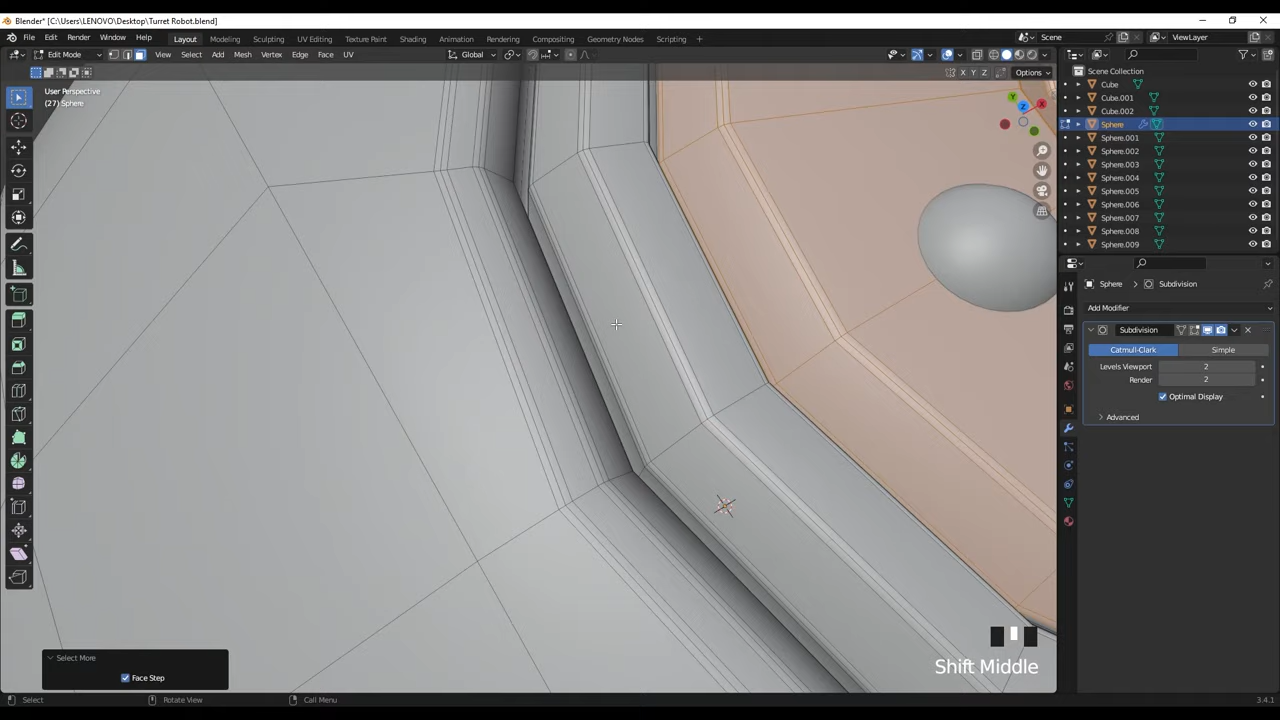 Blender* [C:\Users\LENOVO\Desktop\Turret Robot.blend]
File Edit Render Window Help Layout Modeling Sculpting UV Editing Texture Paint Shading Animation Rendering Compositing Geometry Nodes Scripting + Scene ViewLayer
Edit Mode View Select Add Mesh Vertex Edge Face UV Global
X Y Z Options
User Perspective
(27) Sphere
Y X
Z
Scene Collection
Cube
Cube.001
Cube.002
Sphere
Sphere.001
Sphere.002
Sphere.003
Sphere.004
Sphere.005
Sphere.006
Sphere.007
Sphere.008
Sphere.009
Sphere > Subdivision
Add Modifier
Subdivision
Catmull-Clark Simple
Levels Viewport 2
Render 2
Optimal Display
Advanced
Select More
Face Step
Shift Middle
Select Rotate View Call Menu 3.4.1